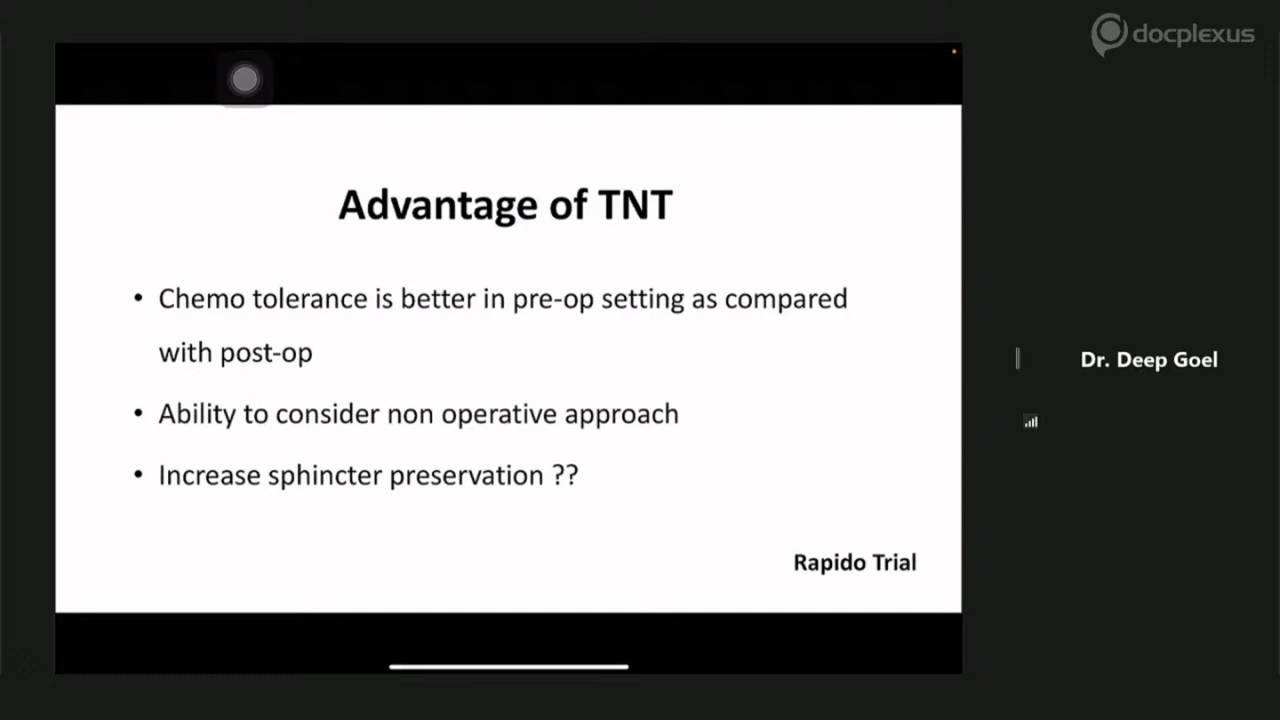 docplexus
Advantage of TNT
• Chemo tolerance is better in pre-op setting as compared
with post-op
• Ability to consider non operative approach
• Increase sphincter preservation ??
Rapido Trial
Dr. Deep Goel